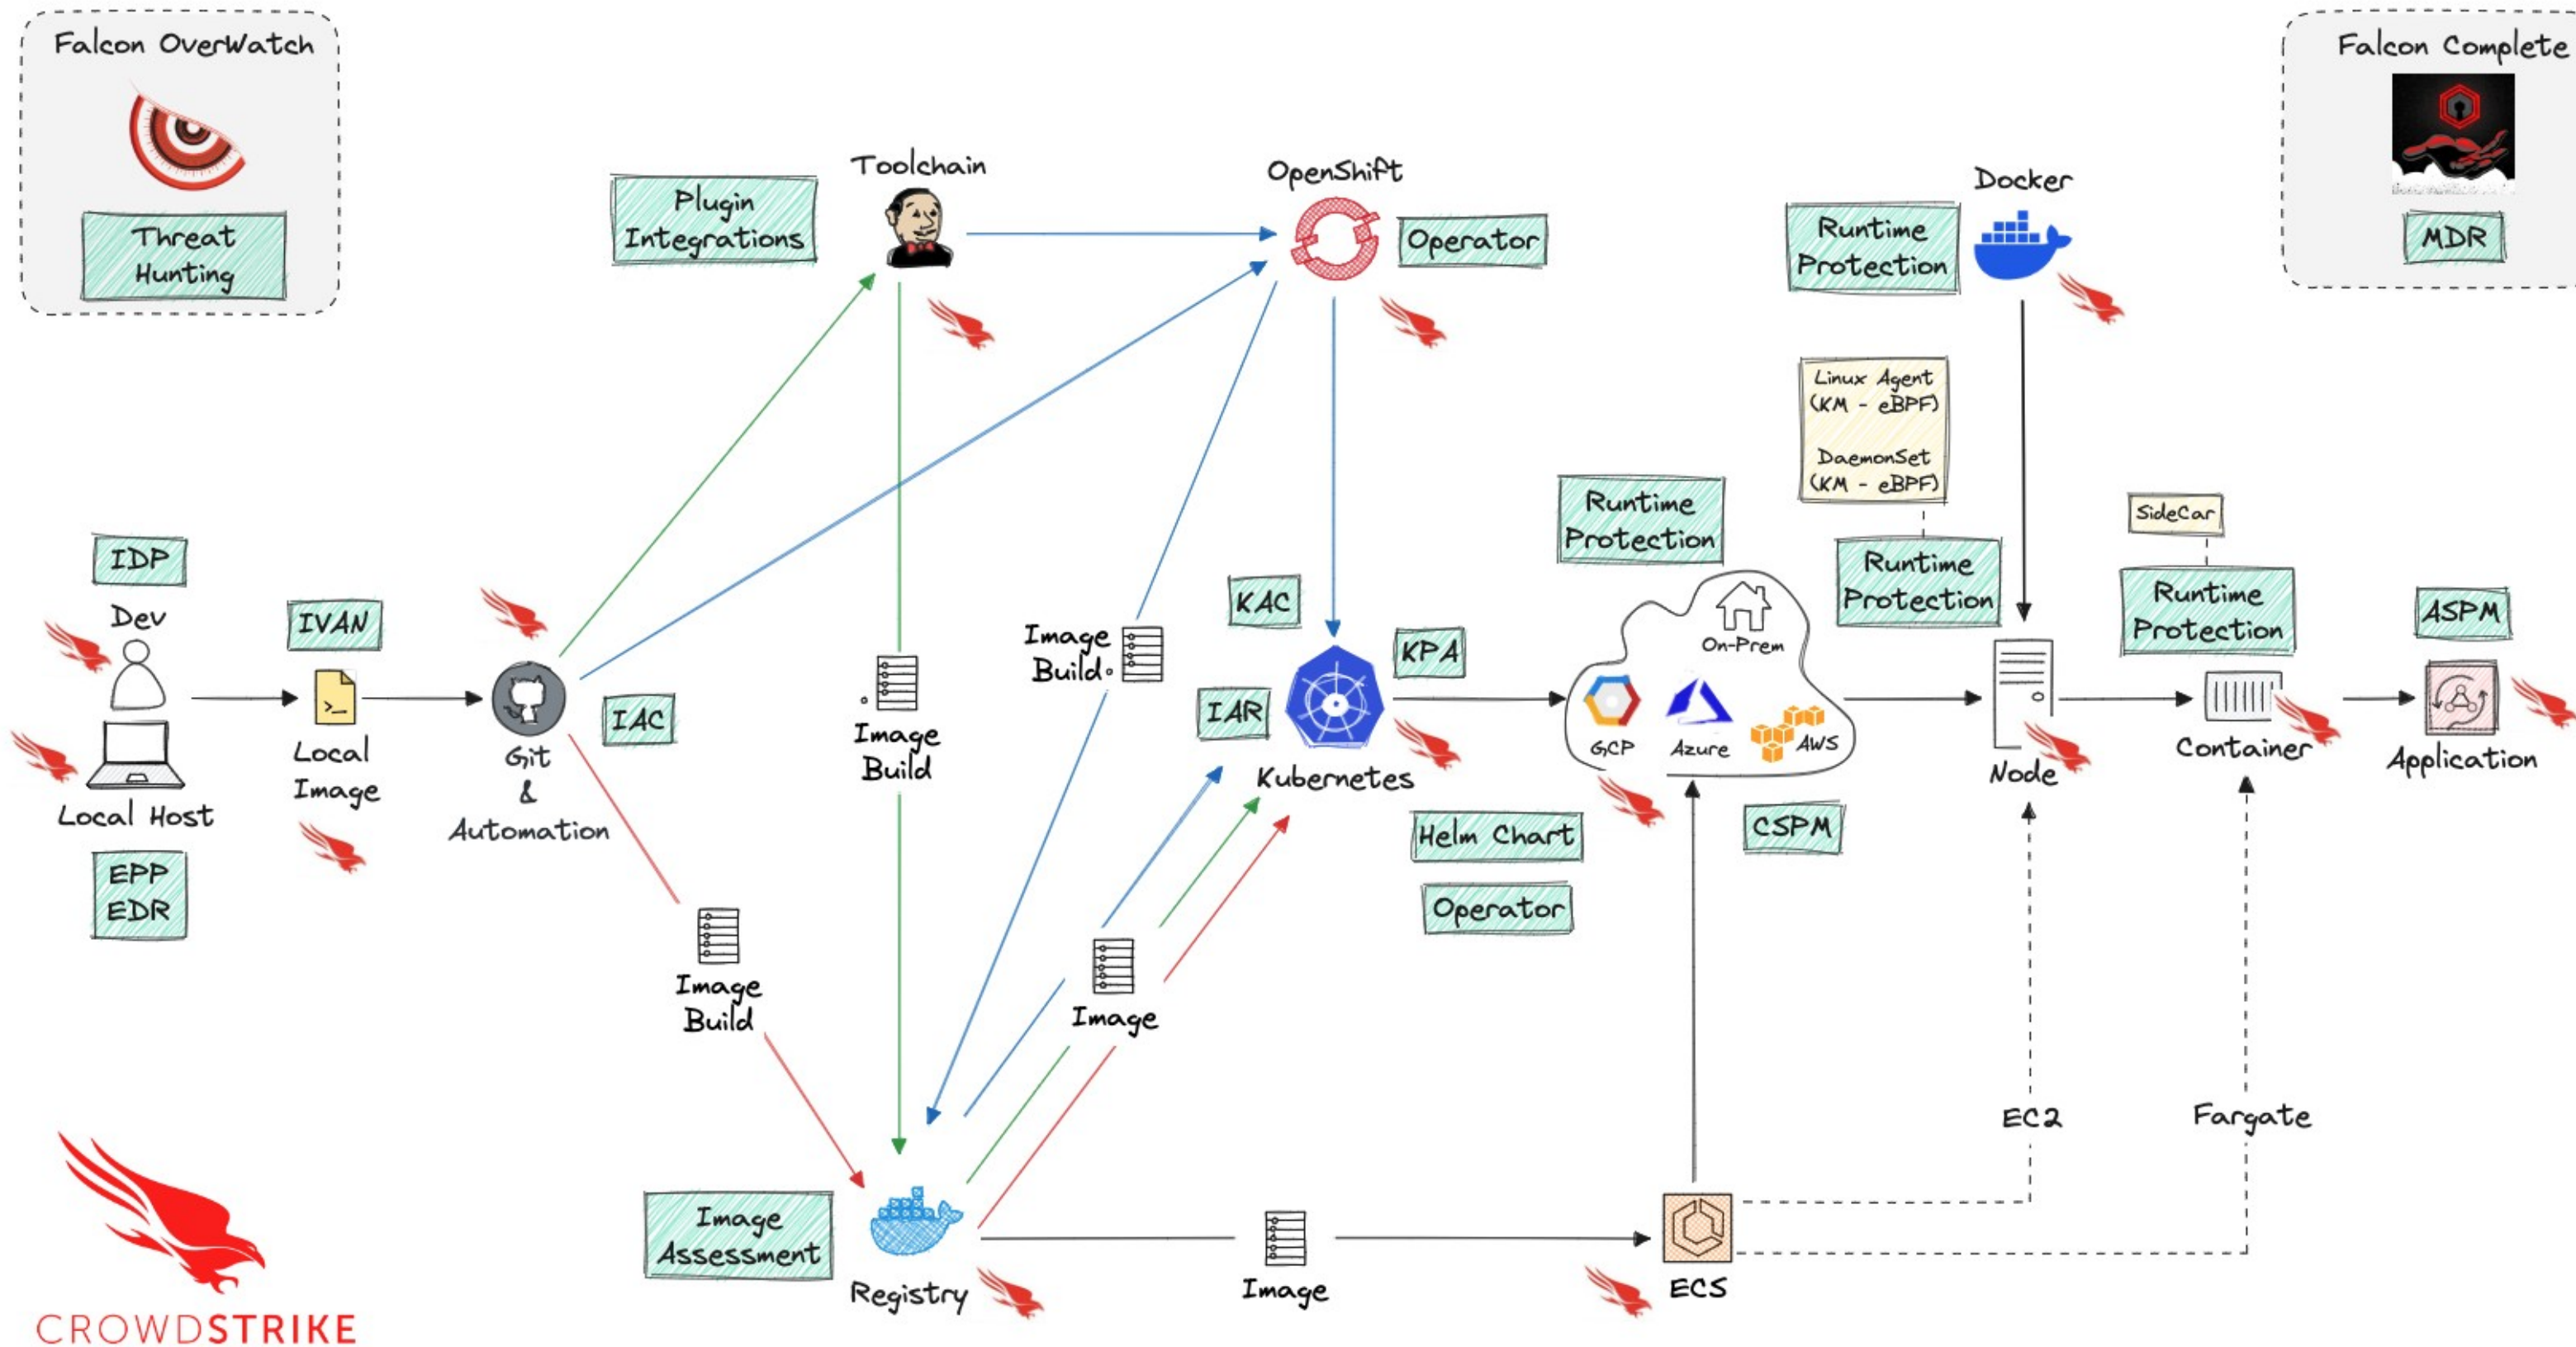 Falcon OverWatch
Threat
Hunting
Falcon Complete
MDR
Plugin
Integrations
Toolchain
OpenShift
Operator
Runtime
Protection
Docker
Linux Agent
(KM - eBPF)
DaemonSet
(KM - eBPF)
Runtime
Protection
Runtime
Protection
SideCar
Runtime
Protection
ASPM
IDP
Dev
Local Host
EPP
EDR
IVAN
Local
Image
Git
&
Automation
IAC
Image
Build
Image
Build
Image
Build
KAC
IAR
KPA
Kubernetes
Helm Chart
Operator
On-Prem
GCP
Azure
AWS
CSPM
Node
Container
Application
Image
EC2
Fargate
Image
Assessment
Registry
Image
ECS
CROWDSTRIKE